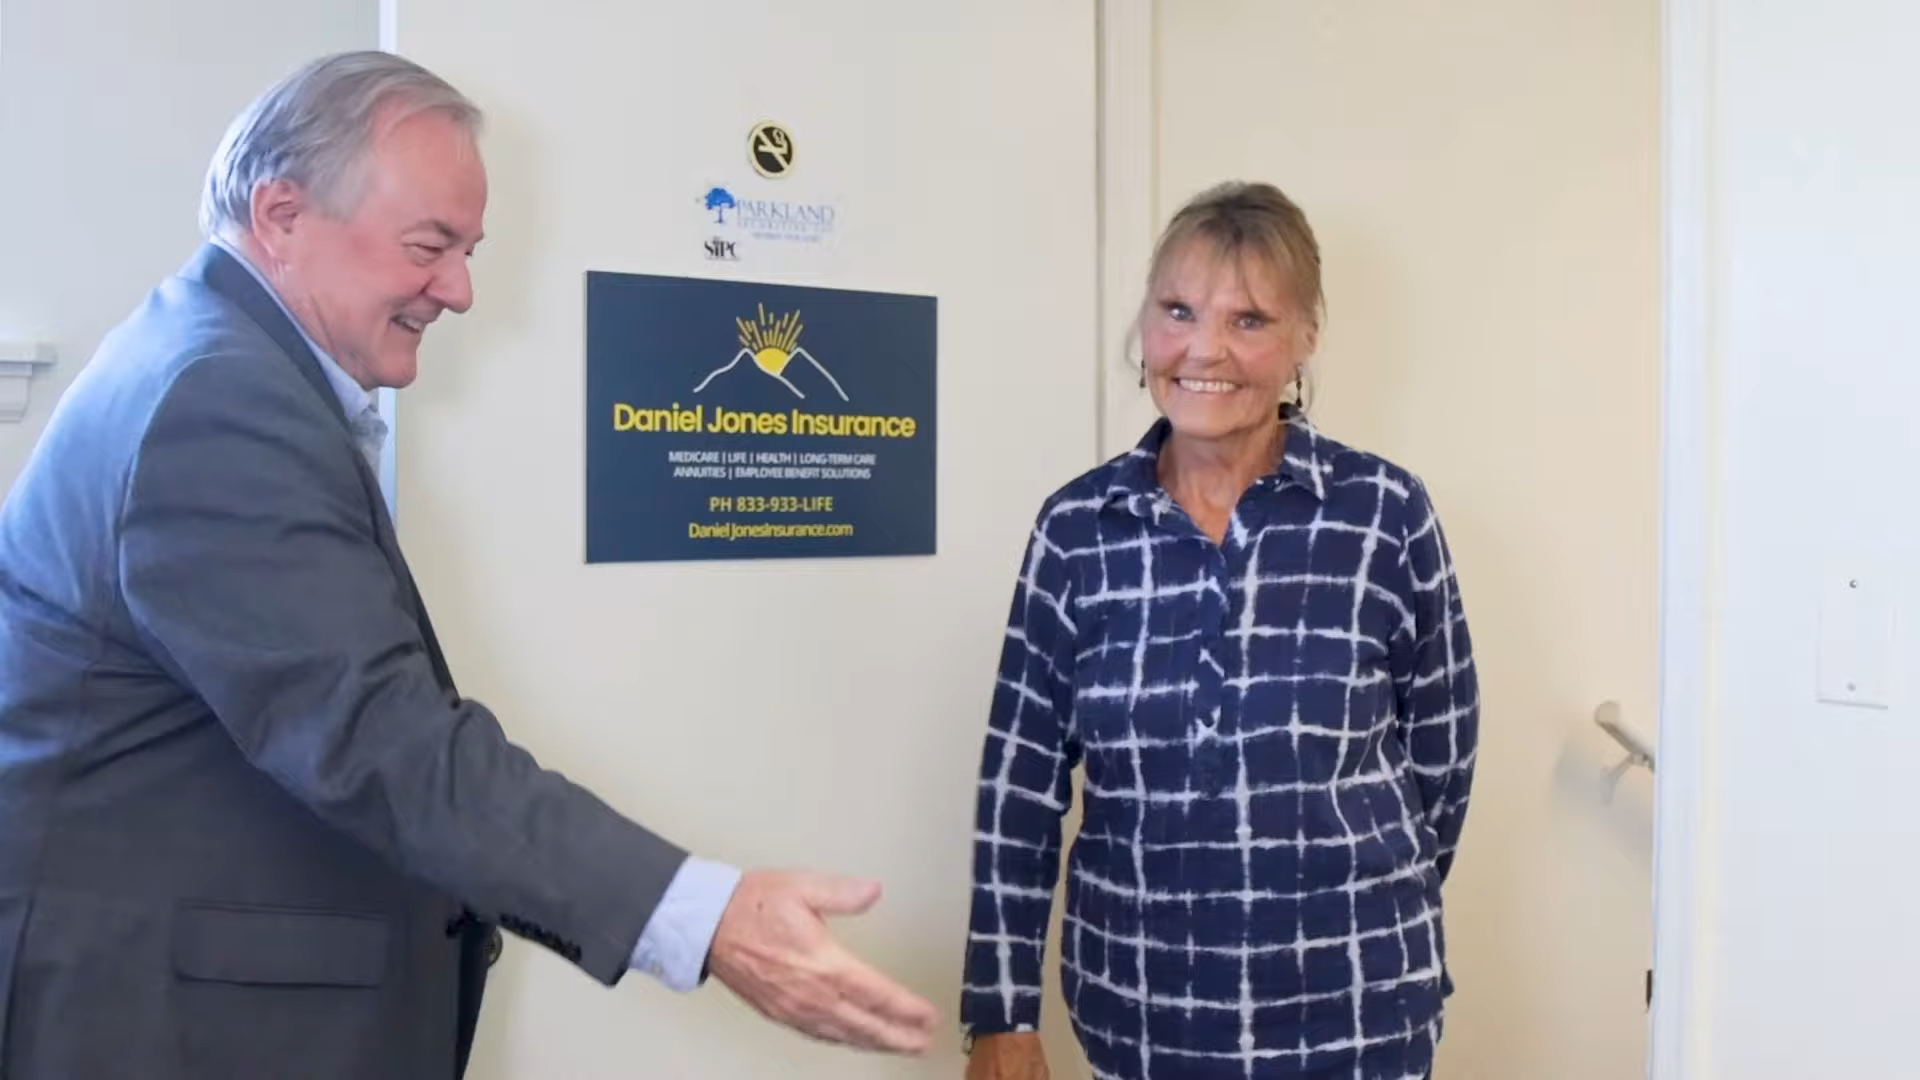 PARKLAND
SIPC
Daniel Jones Insurance
MEDICARE | LIFE | HEALTH | LONG-TERM CARE
ANNUITIES | EMPLOYEE BENEFIT SOLUTIONS
PH 833-933-LIFE
DanielJonesInsurance.com